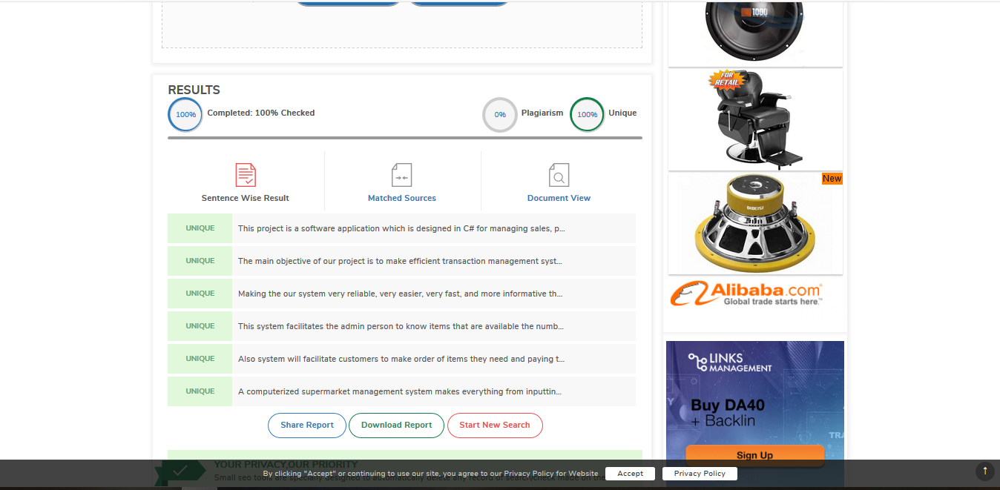 RESULTS
100%
Completed: 100% Checked
0%
Plagiarism
100%
Unique
Sentence Wise Result
Matched Sources
Document View
UNIQUE
This project is a software application which is designed in C# for managing sales, p...
UNIQUE
The main objective of our project is to make efficient transaction management syst...
UNIQUE
Making the our system very reliable, very easier, very fast, and more informative th...
UNIQUE
This system facilitates the admin person to know items that are available the numb...
UNIQUE
Also system will facilitate customers to make order of items they need and paying t...
UNIQUE
A computerized supermarket management system makes everything from inputtin...
Share Report
Download Report
Start New Search
YOUR PRIVACY,OUR PRIORITY
Small seo tools are specially designed to automatically delete any record of search/check made on the
By clicking "Accept" or continuing to use our site, you agree to our Privacy Policy for Website
Accept
Privacy Policy
1000
FOR
RETAIL
New
Alibaba.com
Global trade starts here.™
LINKS
MANAGEMENT
Buy DA40
+ Backlin
TRA
Sign Up